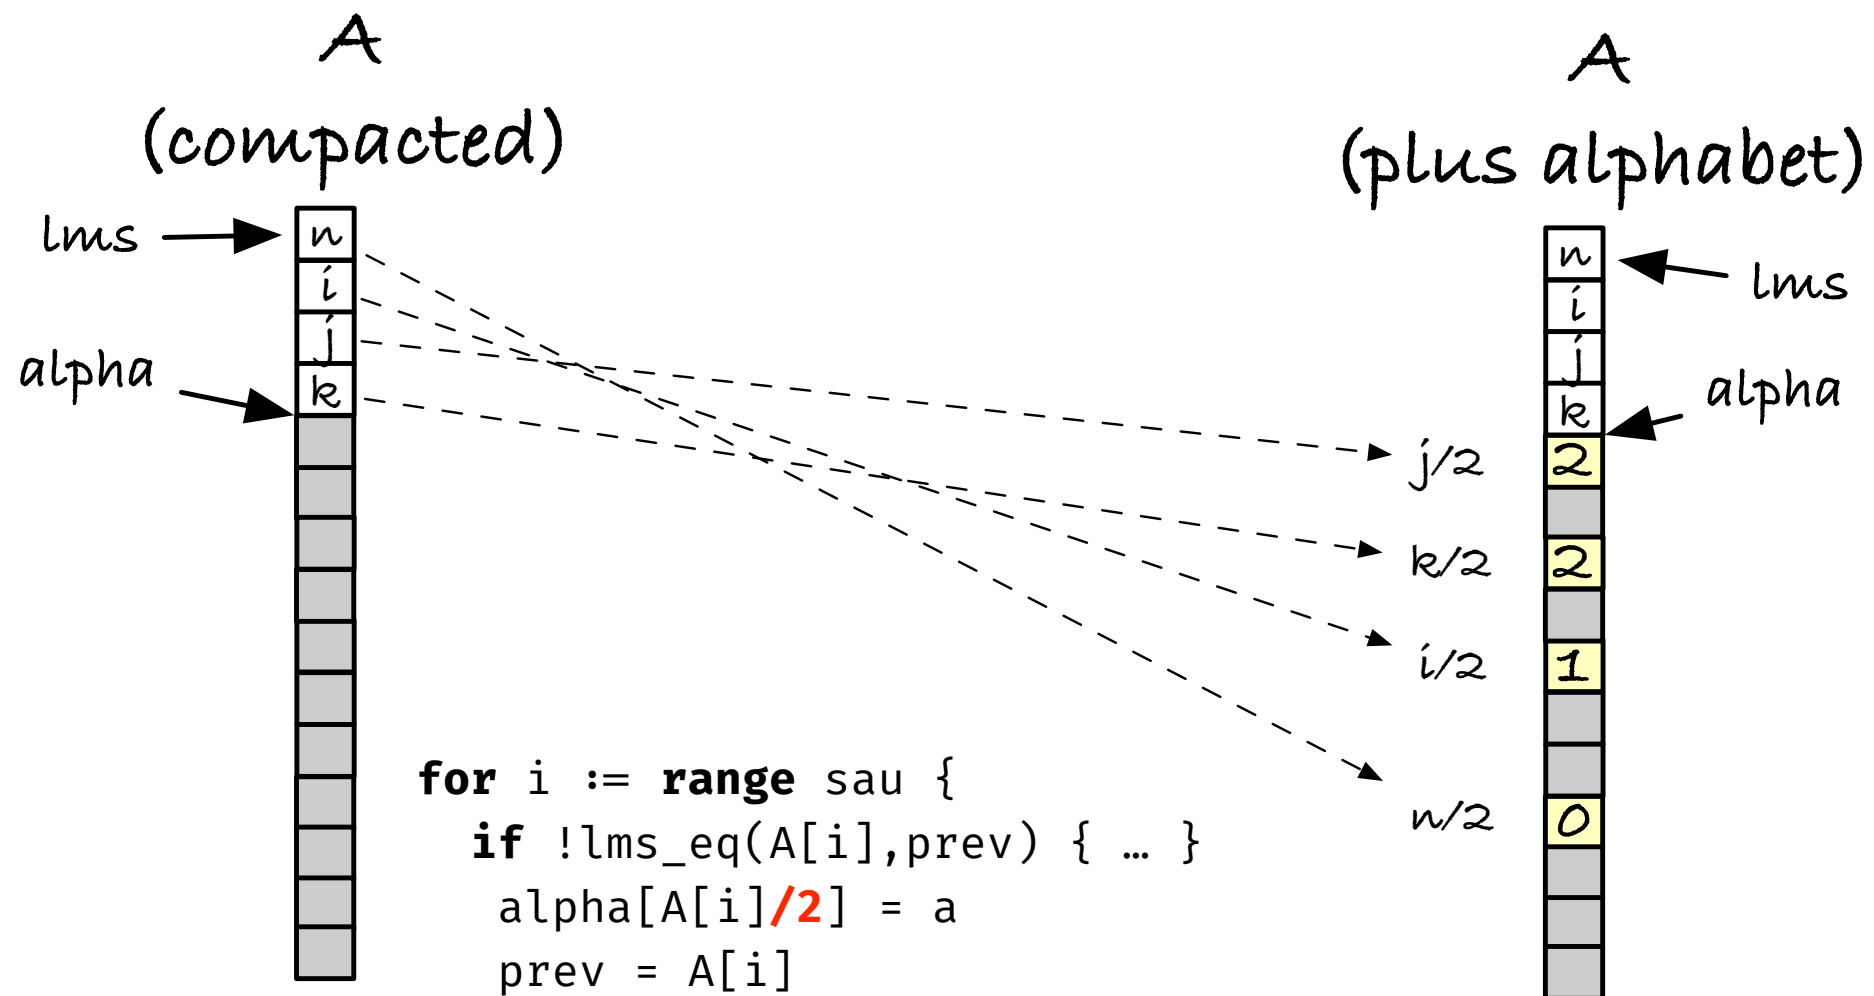 A
(compacted)
lms
n
i
j
alpha
k
A
(plus alphabet)
n
lms
i
j
alpha
k
j/2
2
k/2
2
i/2
1
n/2
0
for i := range sau {
if !lms_eq(A[i],prev) { … }
alpha[A[i]/2] = a
prev = A[i]